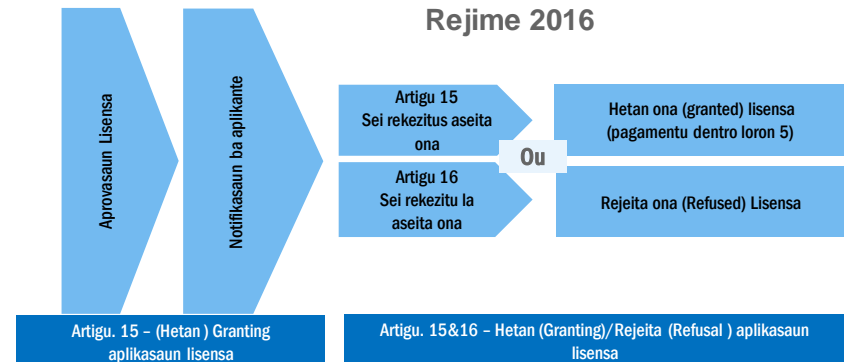 Rejime 2016
Aprovasaun Lisensa
Notifikasaun ba aplikante
Artigu 15
Sei rekezitus aseita
ona
Hetan ona (granted) lisensa
(pagamentu dentro loron 5)
Ou
Artigu 16
Sei rekezitu la
aseita ona
Rejeita ona (Refused) Lisensa
Artigu. 15 – (Hetan ) Granting
aplikasaun lisensa
Artigu. 15&16 – Hetan (Granting)/Rejeita (Refusal ) aplikasaun
lisensa